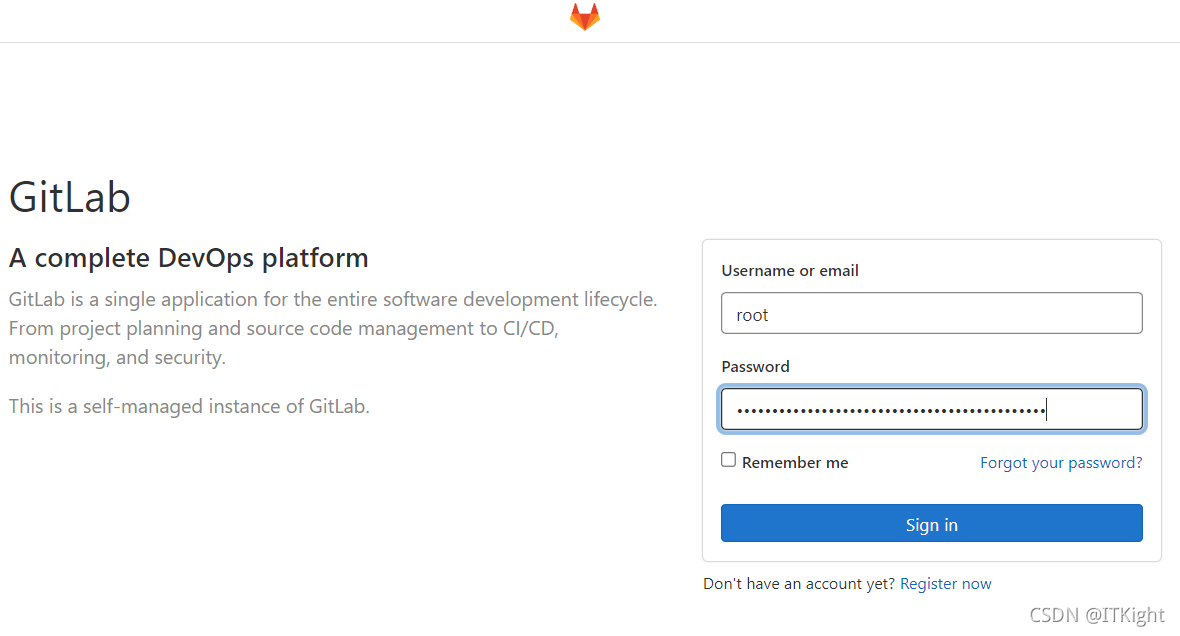 GitLab
A complete DevOps platform
GitLab is a single application for the entire software development lifecycle.
From project planning and source code management to CI/CD,
monitoring, and security.
This is a self-managed instance of GitLab.
Username or email
root
Password
••••••••••••••••••••••••••••••••••••••••••••
Remember me
Forgot your password?
Sign in
Don't have an account yet? Register now
CSDN @ITKight